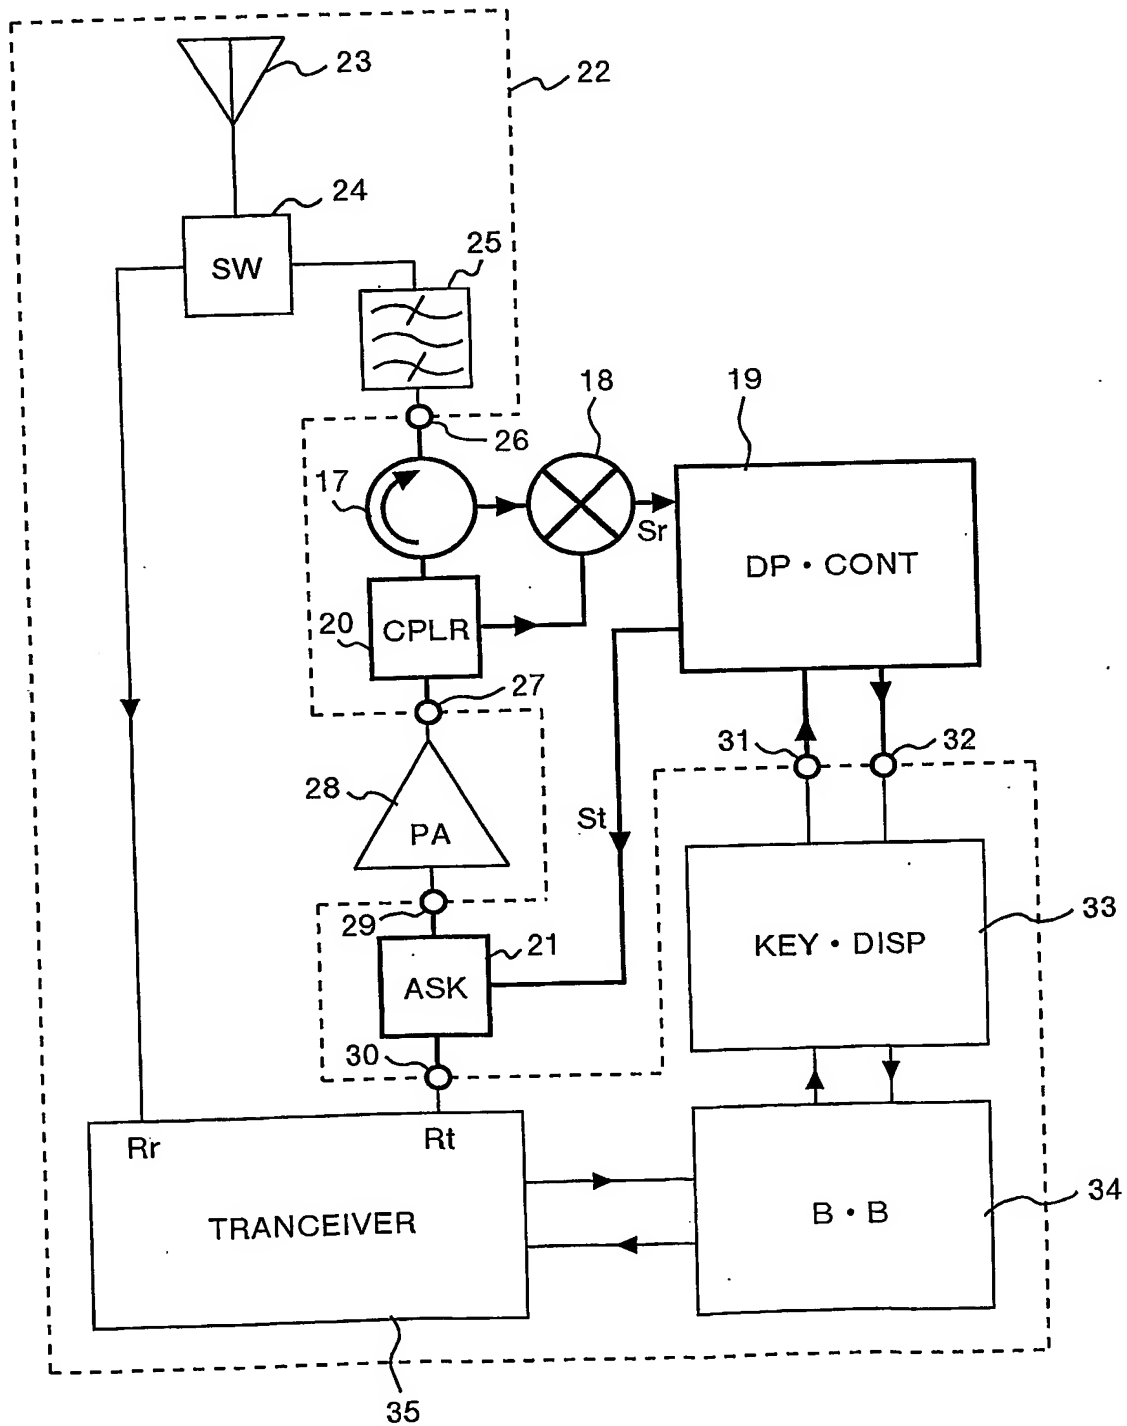 23
22
24
SW
25
18
19
26
17
Sr
DP • CONT
20
CPLR
27
31
32
28
St
PA
29
33
KEY • DISP
21
ASK
30
Rr
Rt
34
B • B
TRANCEIVER
35